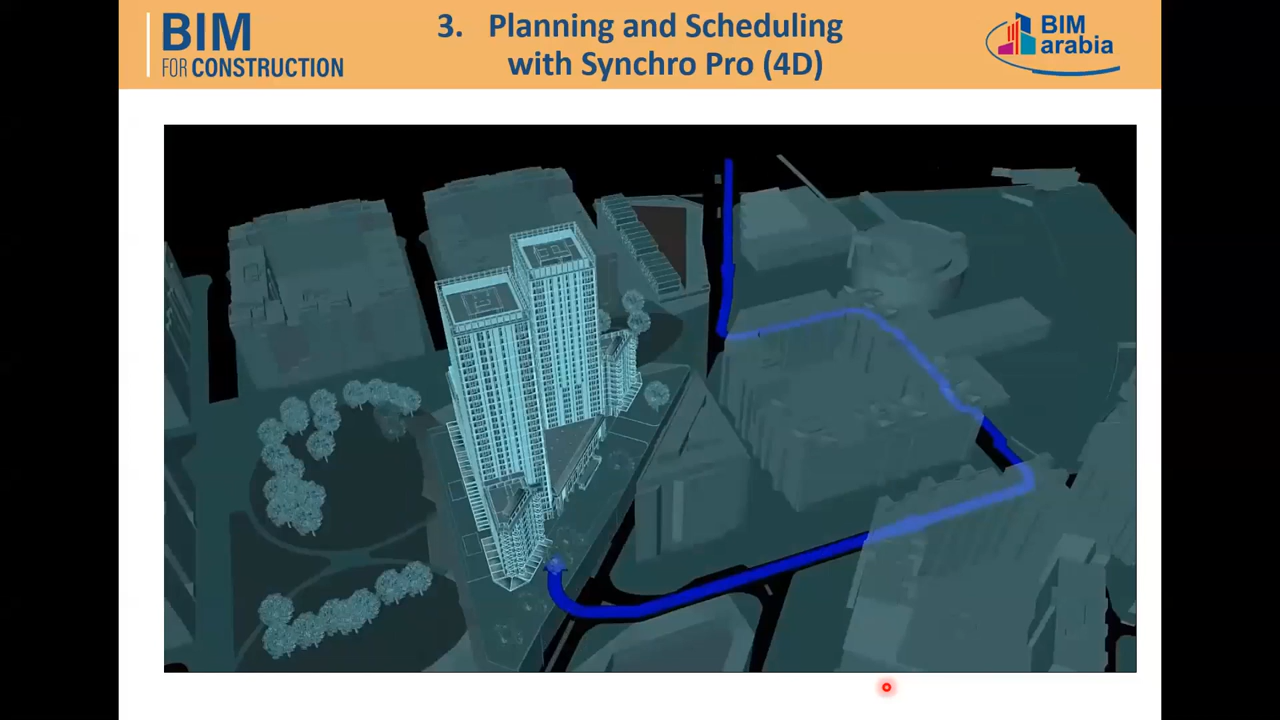 BIM
FOR CONSTRUCTION
3. Planning and Scheduling
with Synchro Pro (4D)
BIM
arabia